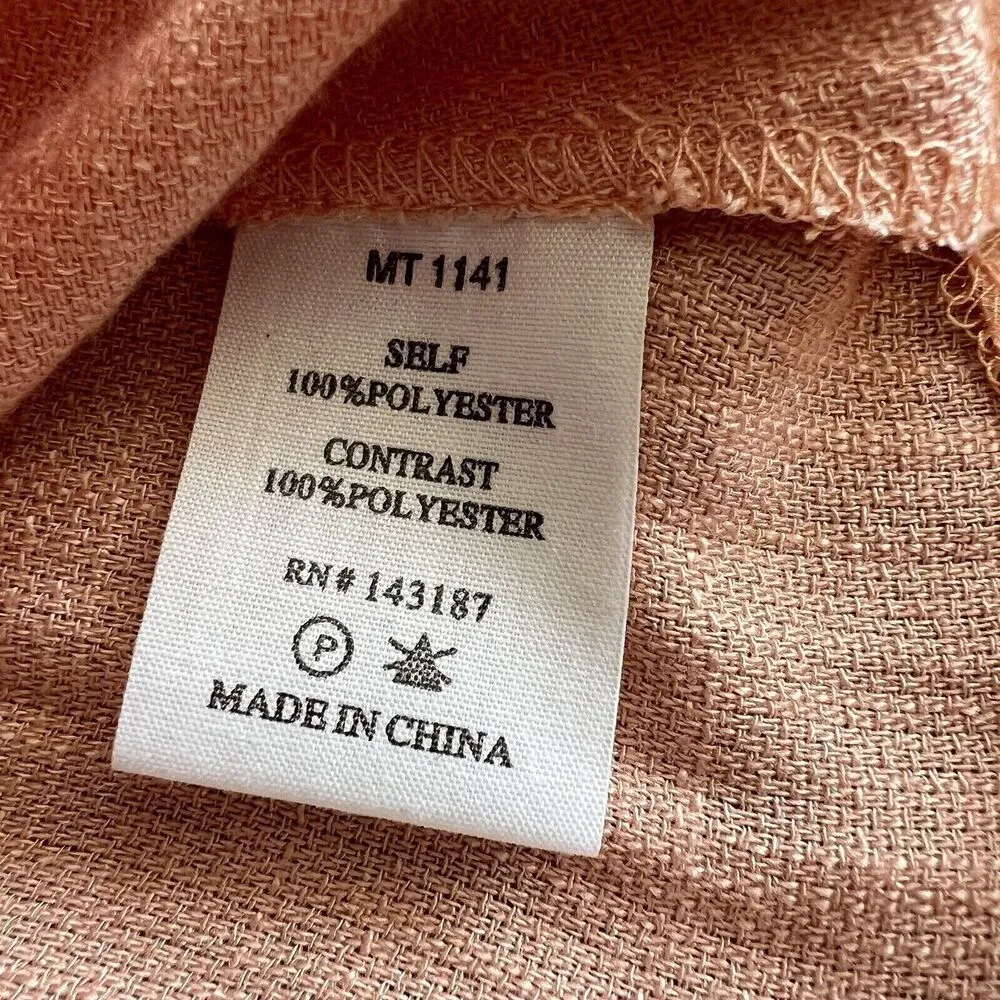 MT 1141
SELF
100%POLYESTER
CONTRAST
100%POLYESTER
RN# 143187
P
MADE IN CHINA